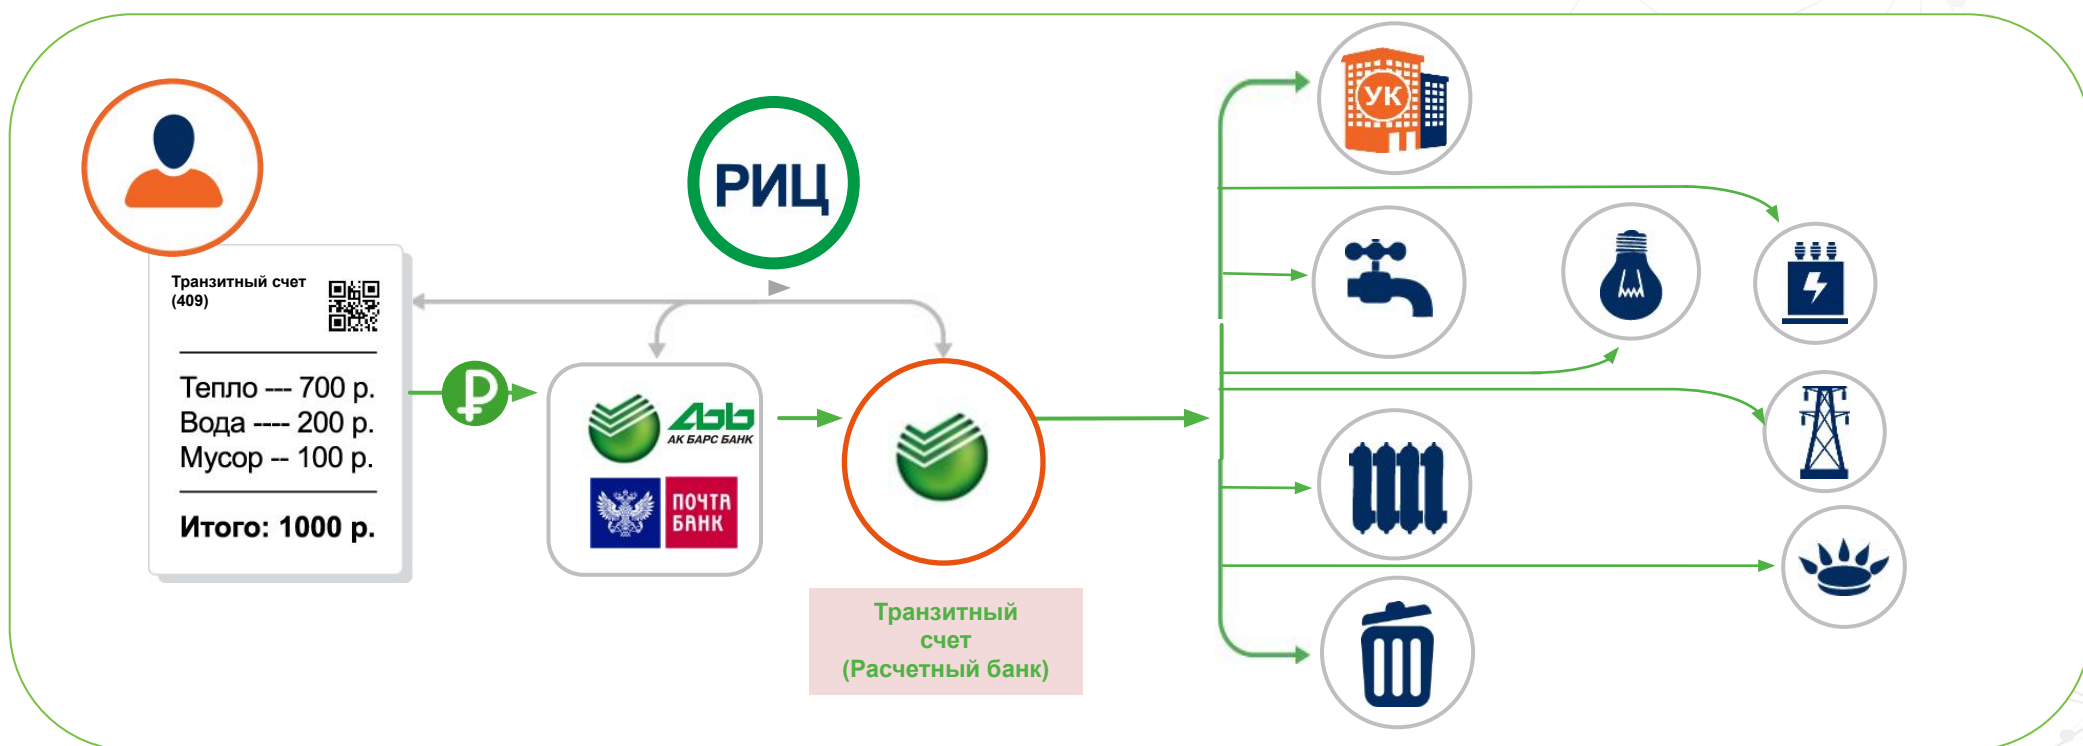 РИЦ
Транзитный счет
(409)
Тепло --- 700 р.
Вода ---- 200 р.
Мусор -- 100 р.
Итого: 1000 р.
АББ
АК БАРС БАНК
ПОЧТА
БАНК
Транзитный
счет
(Расчетный банк)
УК